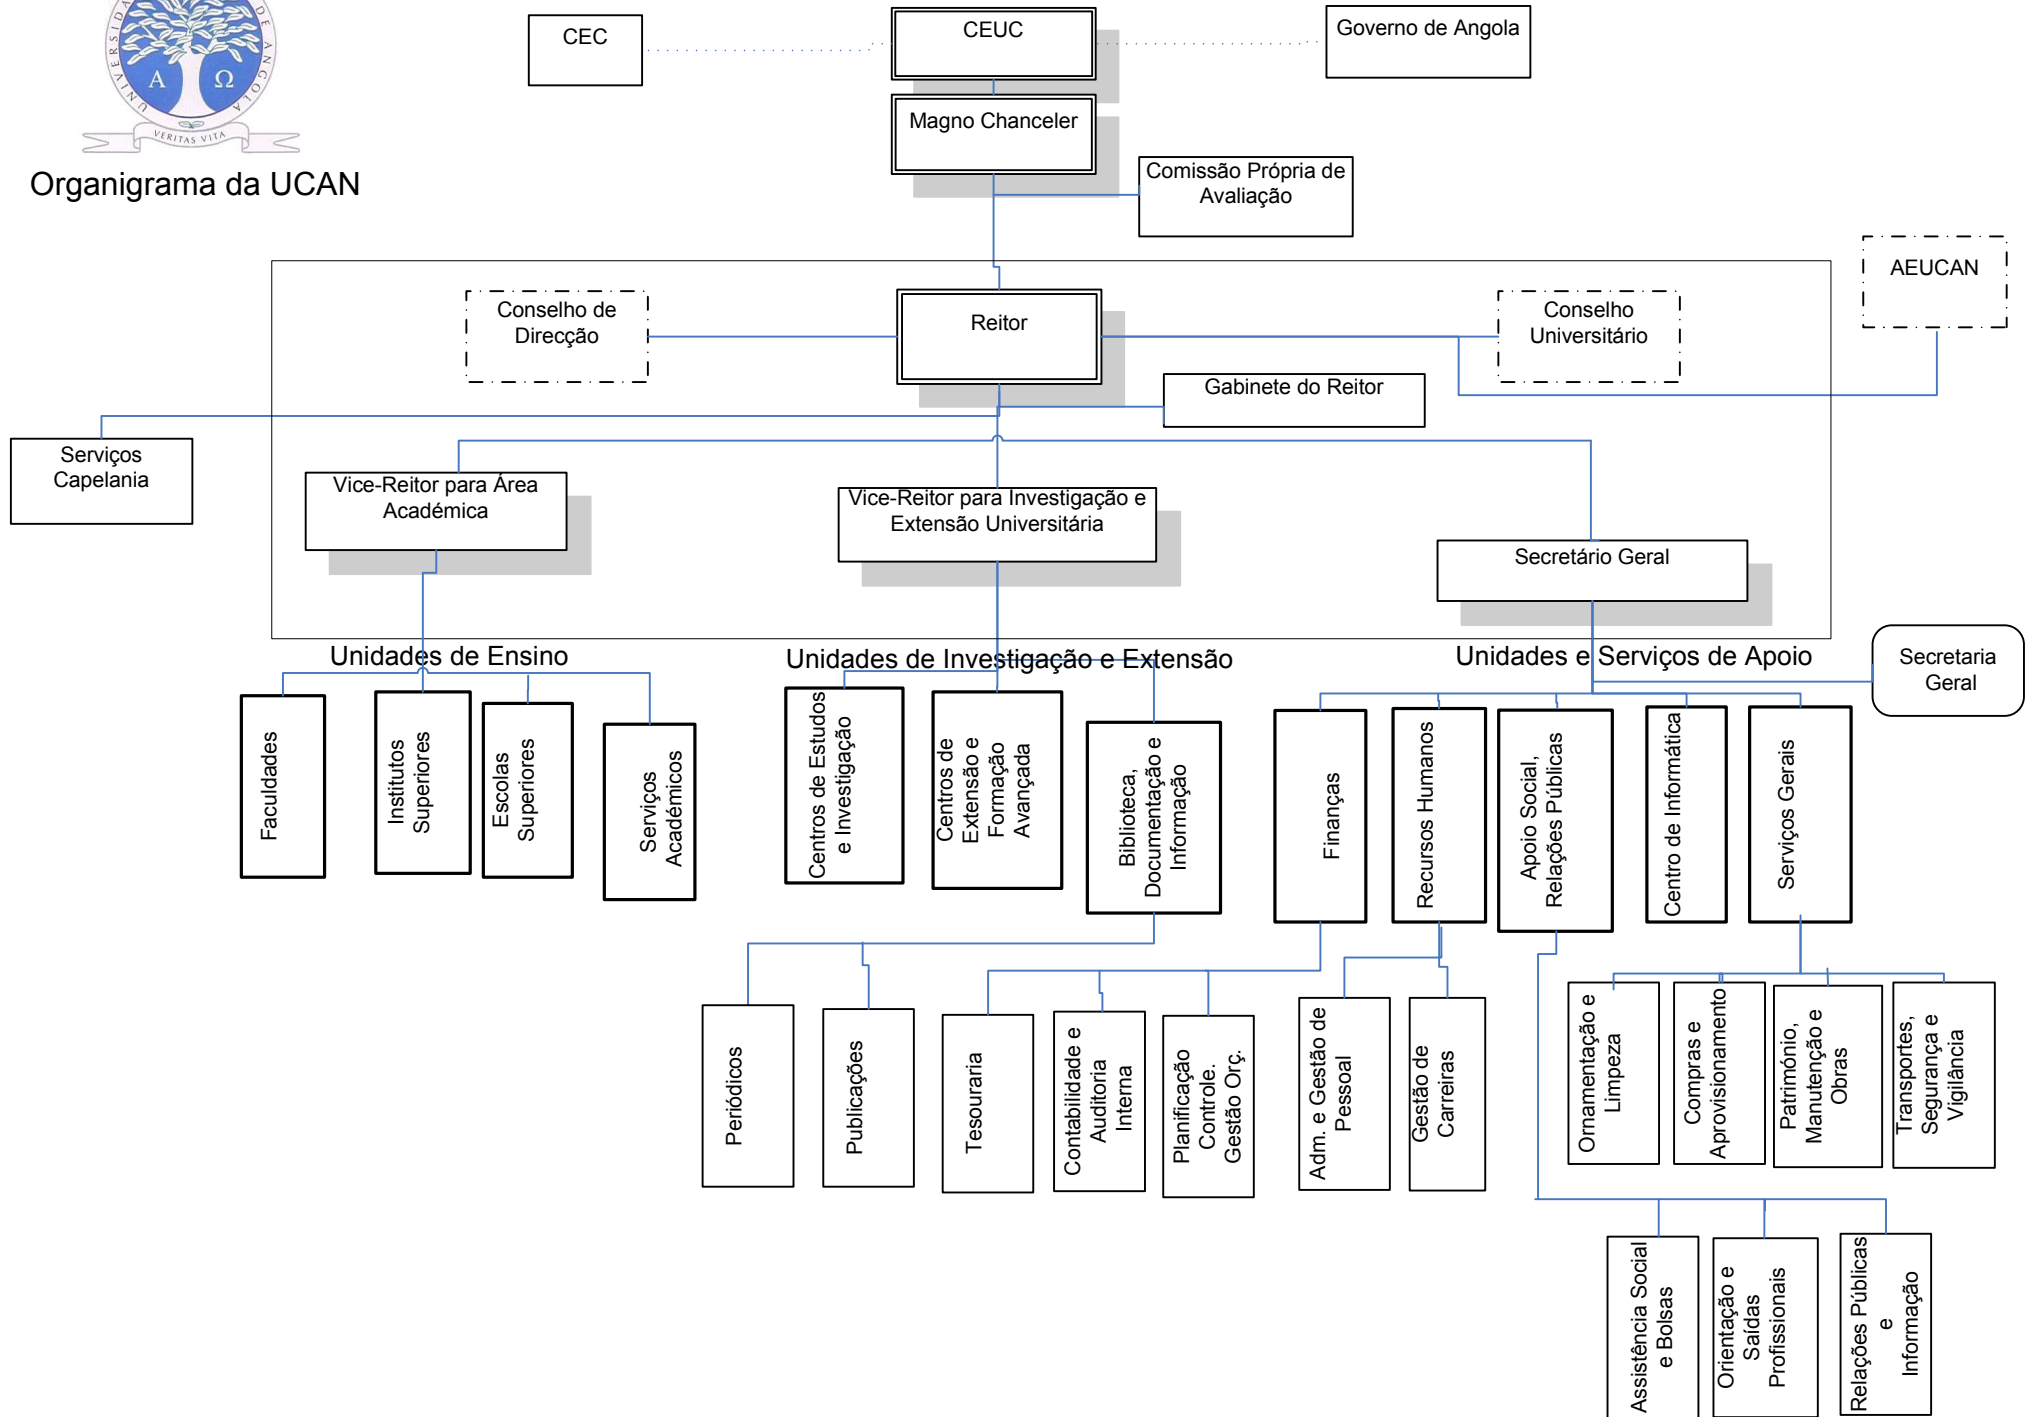 UNIVERSIDA
DE ANGOLA
Α Ω
VERITAS VITA
Organigrama da UCAN
CEC
CEUC
Governo de Angola
Magno Chanceler
Comissão Própria de
Avaliação
AEUCAN
Conselho de
Direcção
Reitor
Conselho
Universitário
Gabinete do Reitor
Serviços
Capelania
Vice-Reitor para Área
Académica
Vice-Reitor para Investigação e
Extensão Universitária
Secretário Geral
Unidades de Ensino
Unidades de Investigação e Extensão
Unidades e Serviços de Apoio
Secretaria
Geral
Faculdades
Institutos
Superiores
Escolas
Superiores
Serviços
Académicos
Centros de Estudos
e Investigação
Centros de
Extensão e
Formação
Avançada
Biblioteca,
Documentação e
Informação
Finanças
Recursos Humanos
Apoio Social,
Relações Públicas
Centro de Informática
Serviços Gerais
Periódicos
Publicações
Tesouraria
Contabilidade e
Auditoria
Interna
Planificação
Controle.
Gestão Orç.
Adm. e Gestão de
Pessoal
Gestão de
Carreiras
Ornamentação e
Limpeza
Compras e
Aprovisionamento
Património,
Manutenção e
Obras
Transportes,
Segurança e
Vigilância
Assistência Social
e Bolsas
Orientação e
Saídas
Profissionais
Relações Públicas
e
Informação